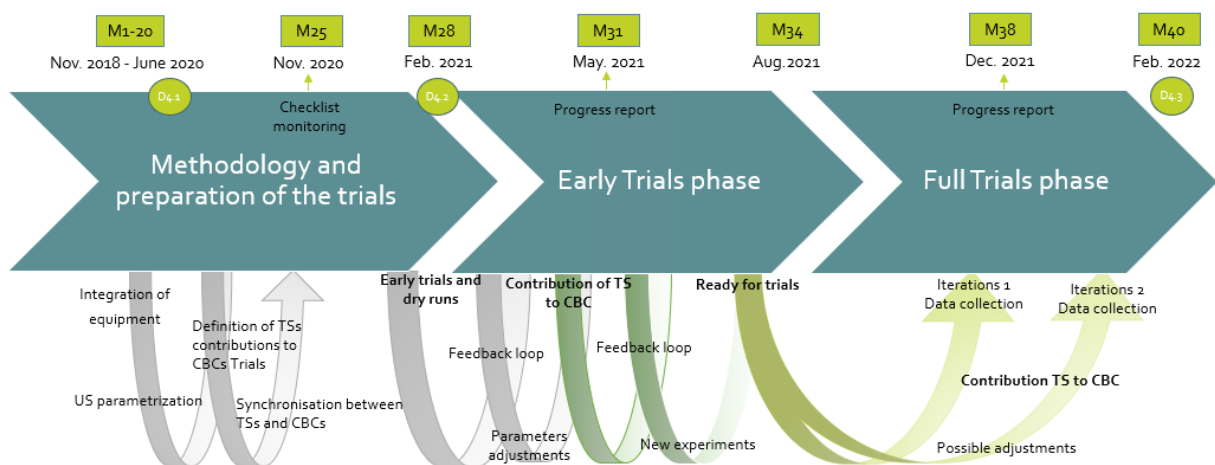 M1-20
M25
M28
M31
M34
M38
M40
Nov. 2018 - June 2020
Nov. 2020
Feb. 2021
May. 2021
Aug.2021
Dec. 2021
Feb. 2022
D4.1
D4.2
D4.3
Checklist
monitoring
Progress report
Progress report
Methodology and
preparation of the trials
Early Trials phase
Full Trials phase
Integration of
equipment
Definition of TSs
contributions to
CBCs Trials
US parametrization
Synchronisation between
TSs and CBCs
Early trials and
dry runs
Feedback loop
Parameters
adjustments
Contribution of TS
to CBC
Feedback loop
New experiments
Ready for trials
Iterations 1
Data collection
Iterations 2
Data collection
Contribution TS to CBC
Possible adjustments